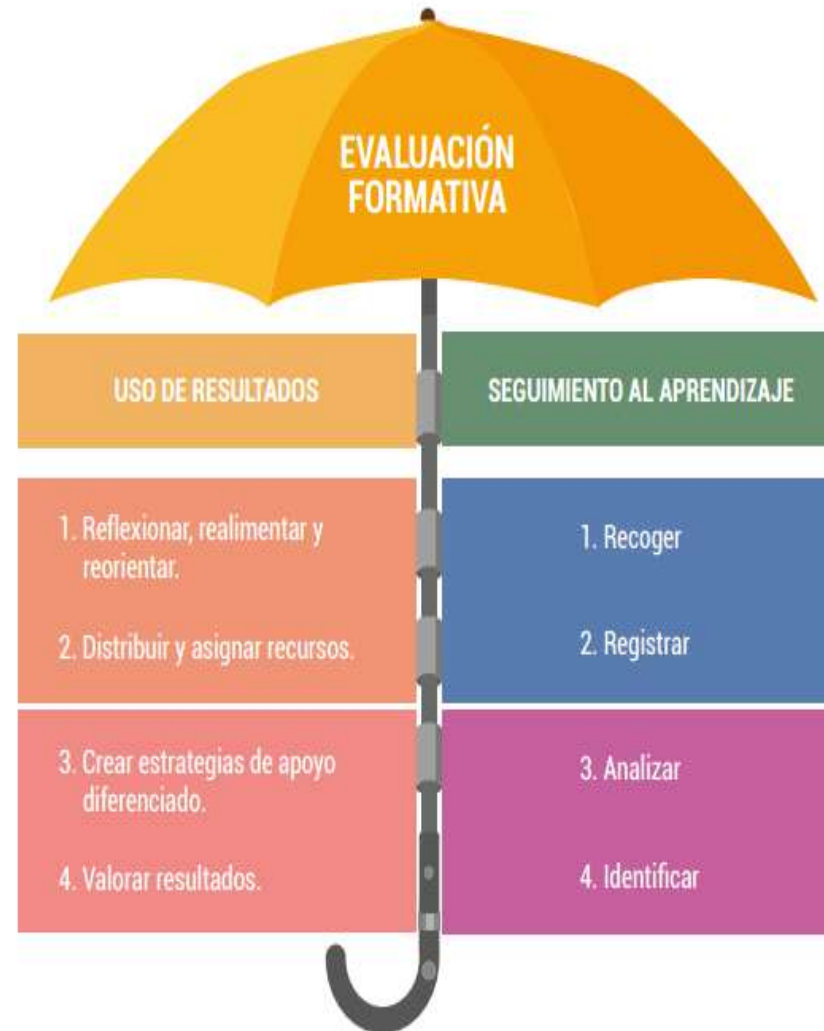 EVALUACIÓN
FORMATIVA
USO DE RESULTADOS
1. Reflexionar, realimentar y
reorientar.
2. Distribuir y asignar recursos.
3. Crear estrategias de apoyo
diferenciado.
4. Valorar resultados.
SEGUIMIENTO AL APRENDIZAJE
1. Recoger
2. Registrar
3. Analizar
4. Identificar